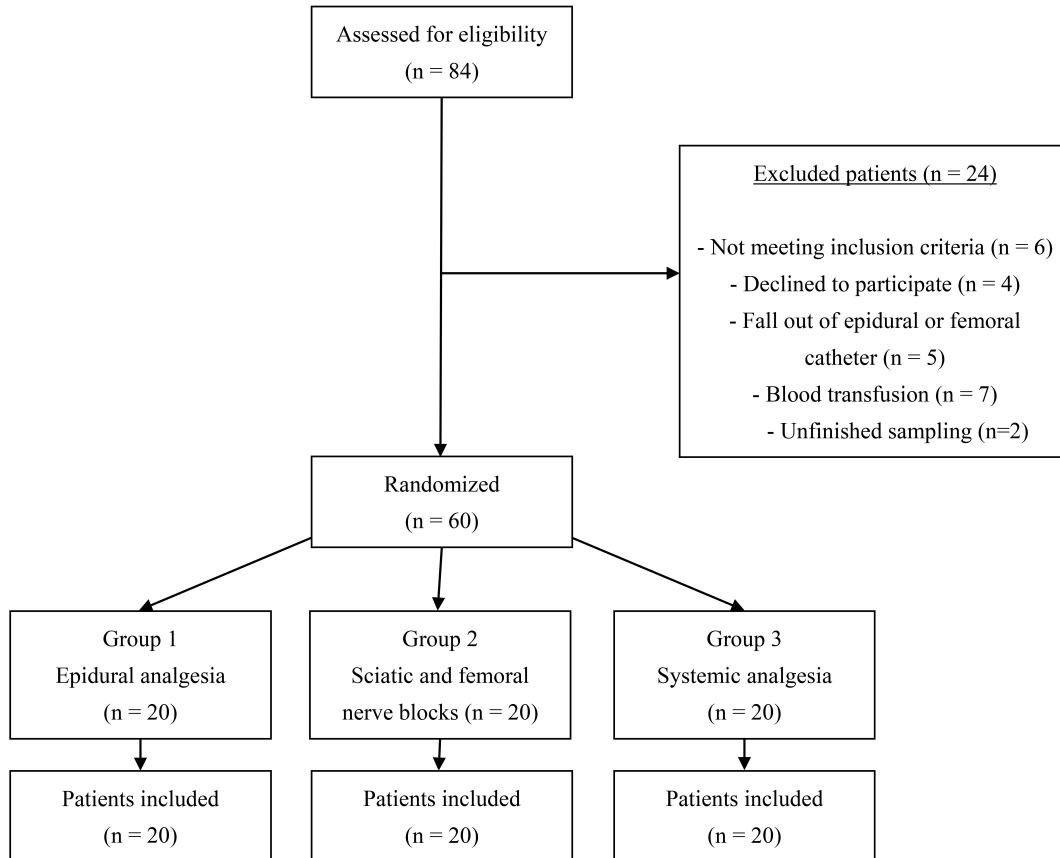 Assessed for eligibility
(n = 84)
Excluded patients (n = 24)
- Not meeting inclusion criteria (n = 6)
- Declined to participate (n = 4)
- Fall out of epidural or femoral
catheter (n = 5)
- Blood transfusion (n = 7)
- Unfinished sampling (n=2)
Randomized
(n = 60)
Group 1
Epidural analgesia
(n = 20)
Group 2
Sciatic and femoral
nerve blocks (n = 20)
Group 3
Systemic analgesia
(n = 20)
Patients included
(n = 20)
Patients included
(n = 20)
Patients included
(n = 20)